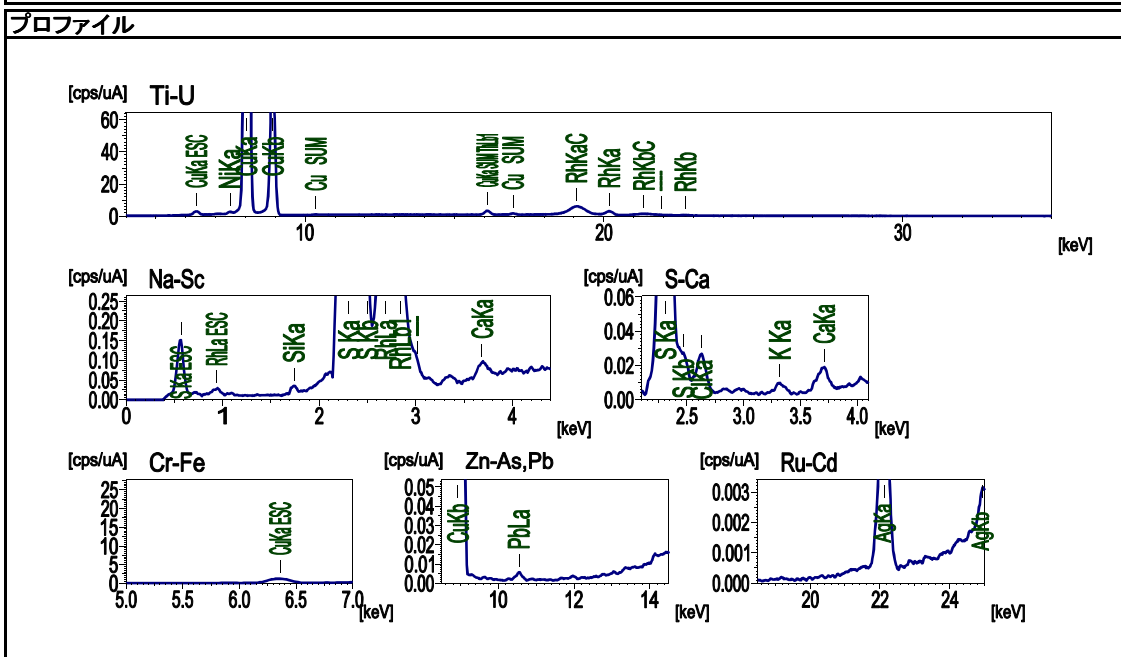 プロファイル
[cps/uA] Ti-U
60
40
20
0
CuKa ESC
NiKa
CuKa
CuKb
Cu SUM
Cu SUM
RhKaC
RhKa
RhKbC
RhKb
10 20 30
[keV]
[cps/uA] Na-Sc
0.25
0.20
0.15
0.10
0.05
0.00
S Ka ESC
RhLa ESC
SiKa
S Ka
S Kb
RhLa
RhLb1
CaKa
0 1 2 3 4
[keV]
[cps/uA] S-Ca
0.06
0.04
0.02
0.00
S Ka
S Kb
ClKa
K Ka
CaKa
2.5 3.0 3.5 4.0
[keV]
[cps/uA] Cr-Fe
25
20
15
10
5
0
CuKa ESC
5.0 5.5 6.0 6.5 7.0
[keV]
[cps/uA] Zn-As,Pb
0.05
0.04
0.03
0.02
0.01
0.00
CuKb
PbLa
10 12 14
[keV]
[cps/uA] Ru-Cd
0.003
0.002
0.001
0.000
AgKa
AgKb
20 22 24
[keV]